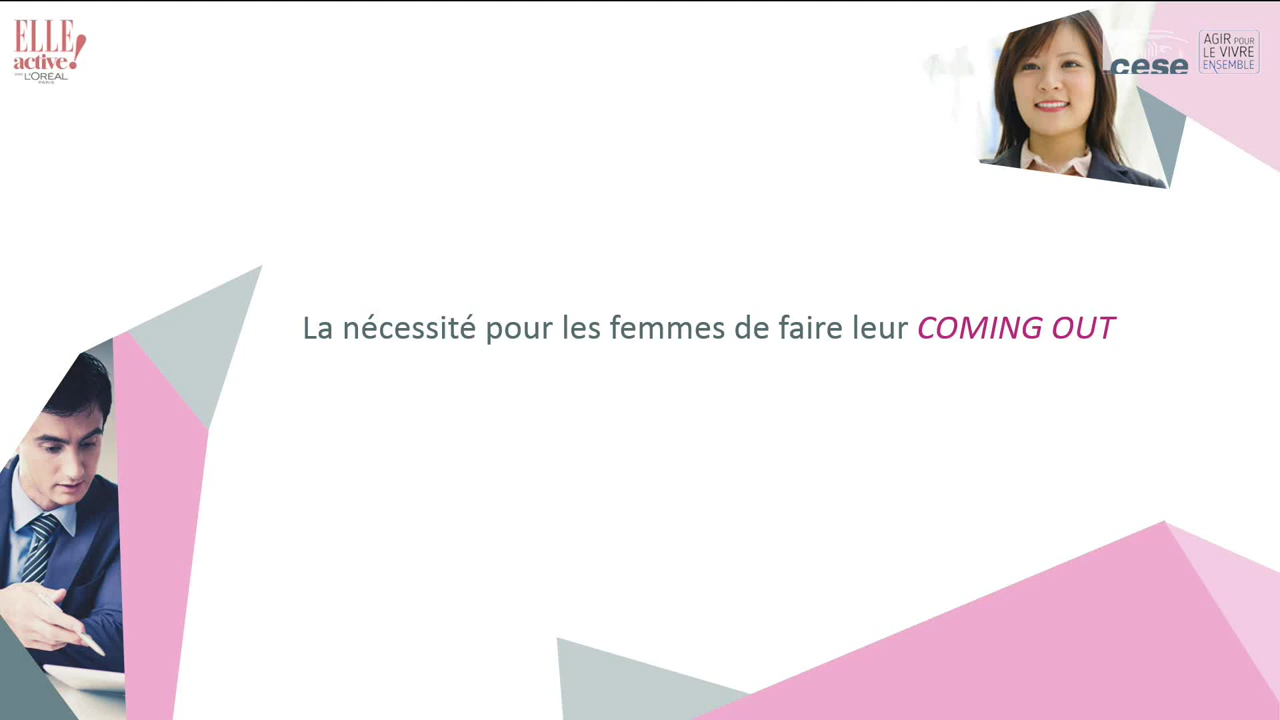 ELLE
active!
avec L'ORÉAL
PARIS
cese
AGIR POUR
LE VIVRE
ENSEMBLE
La nécessité pour les femmes de faire leur COMING OUT